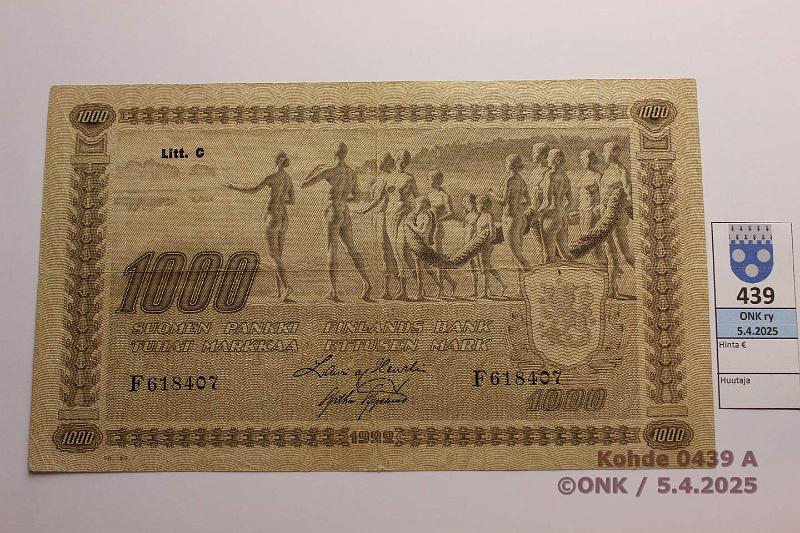 1000
1000
Litt. C
1000
SUOMEN PANKKI FINLANDS BANK
TUHAT MARKKAA ETTUSEN MARK
F618407
F618407
1000
1000
1922
1000
439
ONK ry
5.4.2025
Hinta €
Huutaja
Kohde 0439 A
©ONK / 5.4.2025